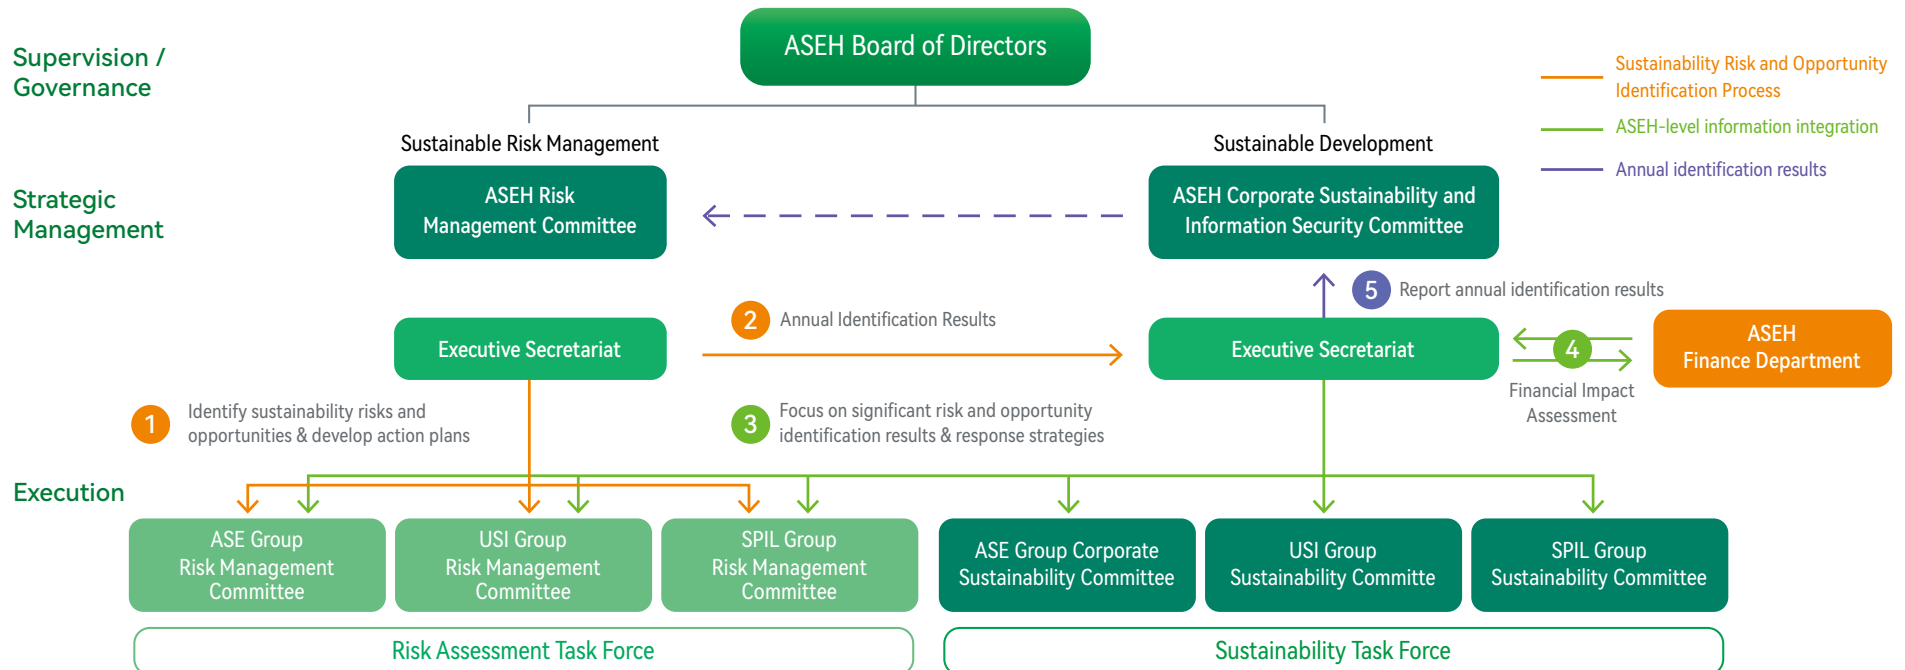 Supervision /
Governance
ASEH Board of Directors
Sustainability Risk and Opportunity
Identification Process
ASEH-level information integration
Annual identification results
Sustainable Risk Management
Sustainable Development
Strategic
Management
ASEH Risk
Management Committee
ASEH Corporate Sustainability and
Information Security Committee
5
Report annual identification results
2
Annual Identification Results
Executive Secretariat
Executive Secretariat
4
ASEH
Finance Department
Financial Impact
Assessment
1
Identify sustainability risks and
opportunities & develop action plans
3
Focus on significant risk and opportunity
identification results & response strategies
Execution
ASE Group
Risk Management
Committee
USI Group
Risk Management
Committee
SPIL Group
Risk Management
Committee
ASE Group Corporate
Sustainability Committee
USI Group
Sustainability Committe
SPIL Group
Sustainability Committee
Risk Assessment Task Force
Sustainability Task Force